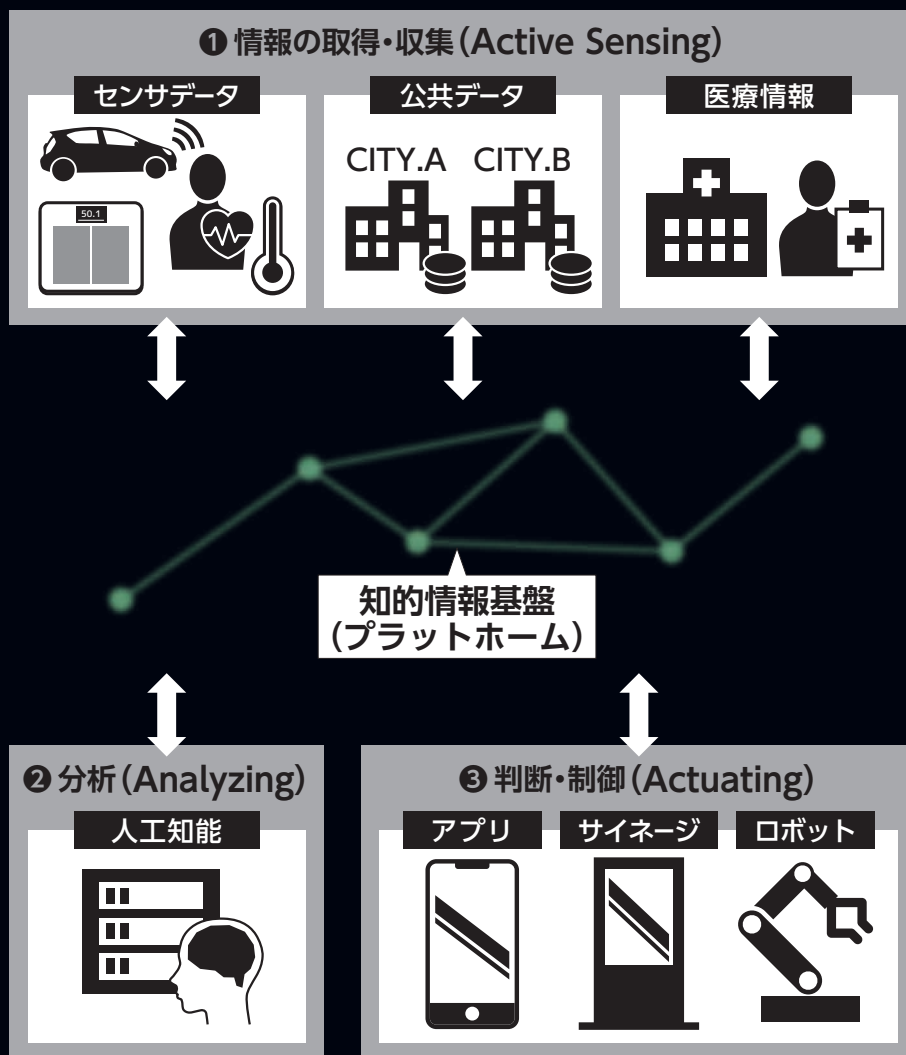 ❶ 情報の取得・収集(Active Sensing)
センサデータ
公共データ
医療情報
CITY.A
CITY.B
50.1
知的情報基盤
(プラットホーム)
❷ 分析(Analyzing)
人工知能
❸ 判断・制御(Actuating)
アプリ
サイネージ
ロボット